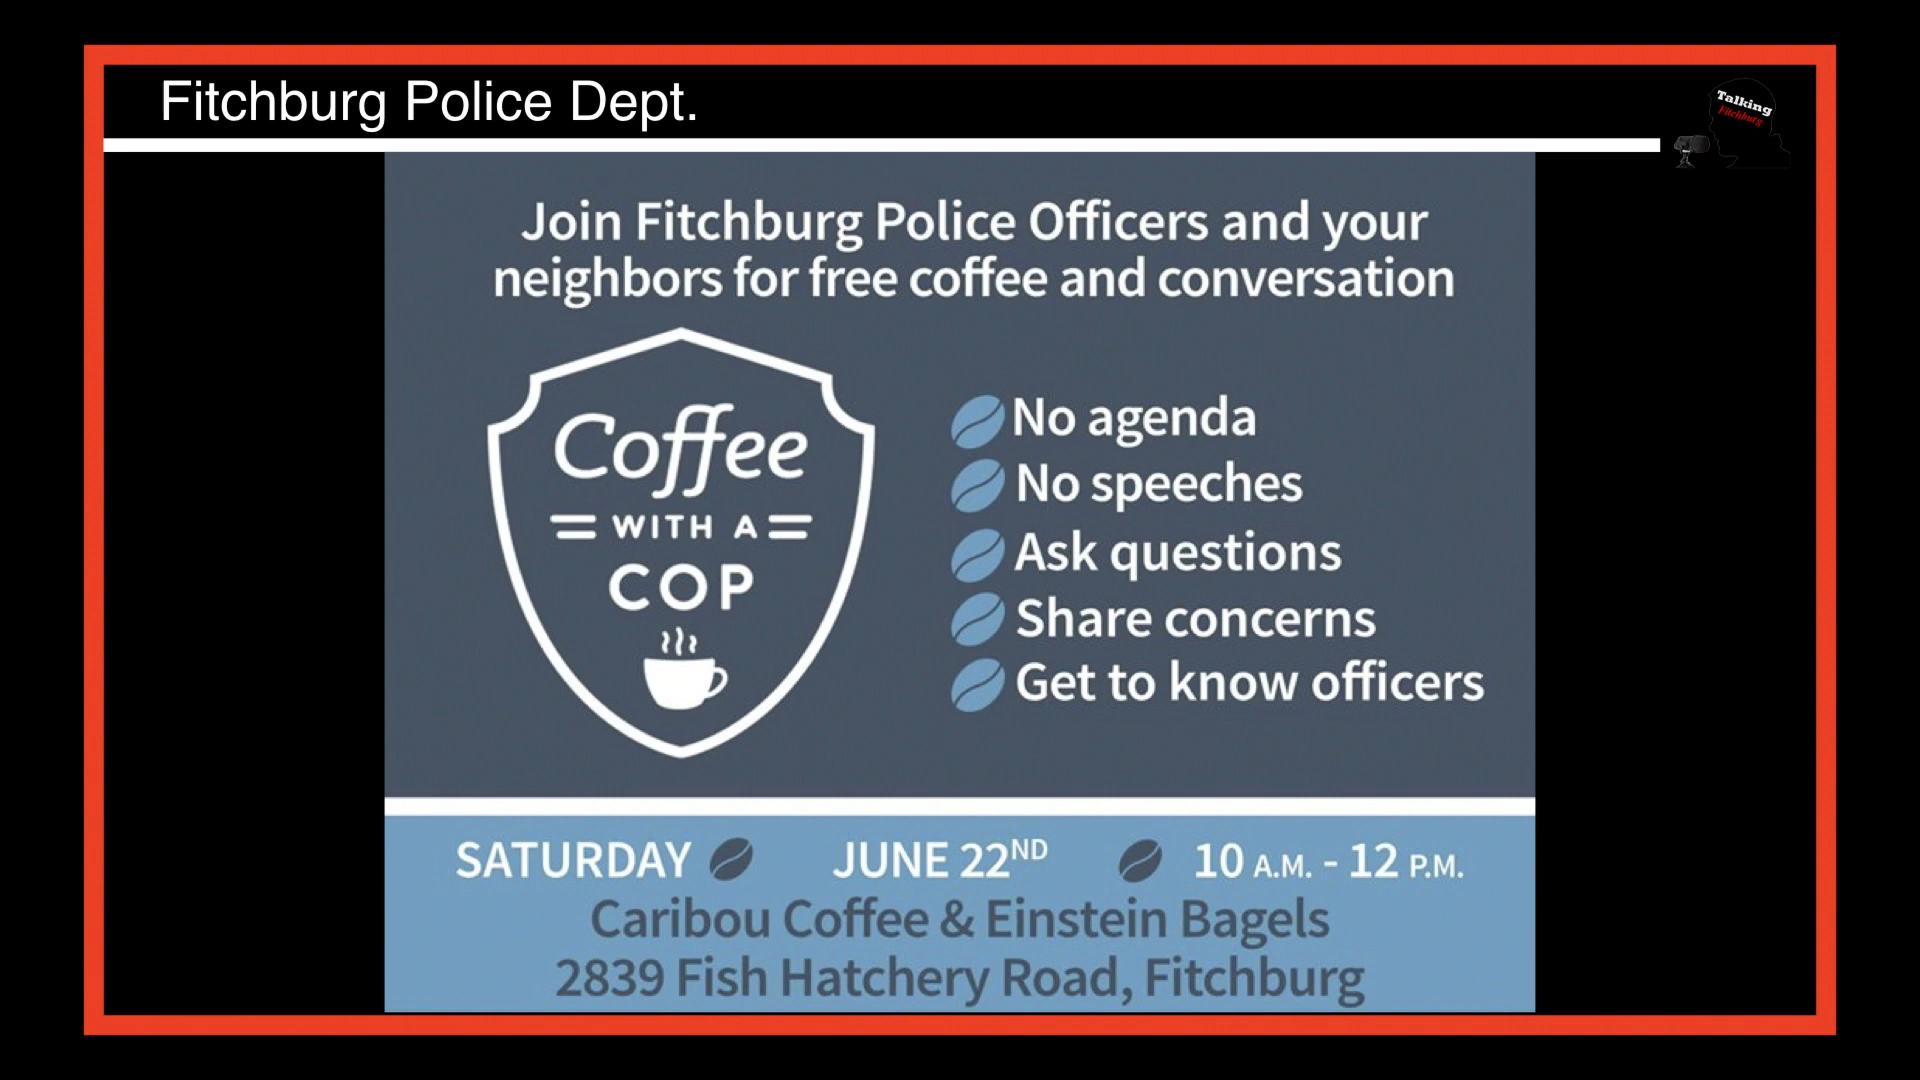 Fitchburg Police Dept.
Talking
Fitchburg
Join Fitchburg Police Officers and your
neighbors for free coffee and conversation
Coffee
WITH A
COP
No agenda
No speeches
Ask questions
Share concerns
Get to know officers
SATURDAY JUNE 22ND 10 A.M. - 12 P.M.
Caribou Coffee & Einstein Bagels
2839 Fish Hatchery Road, Fitchburg